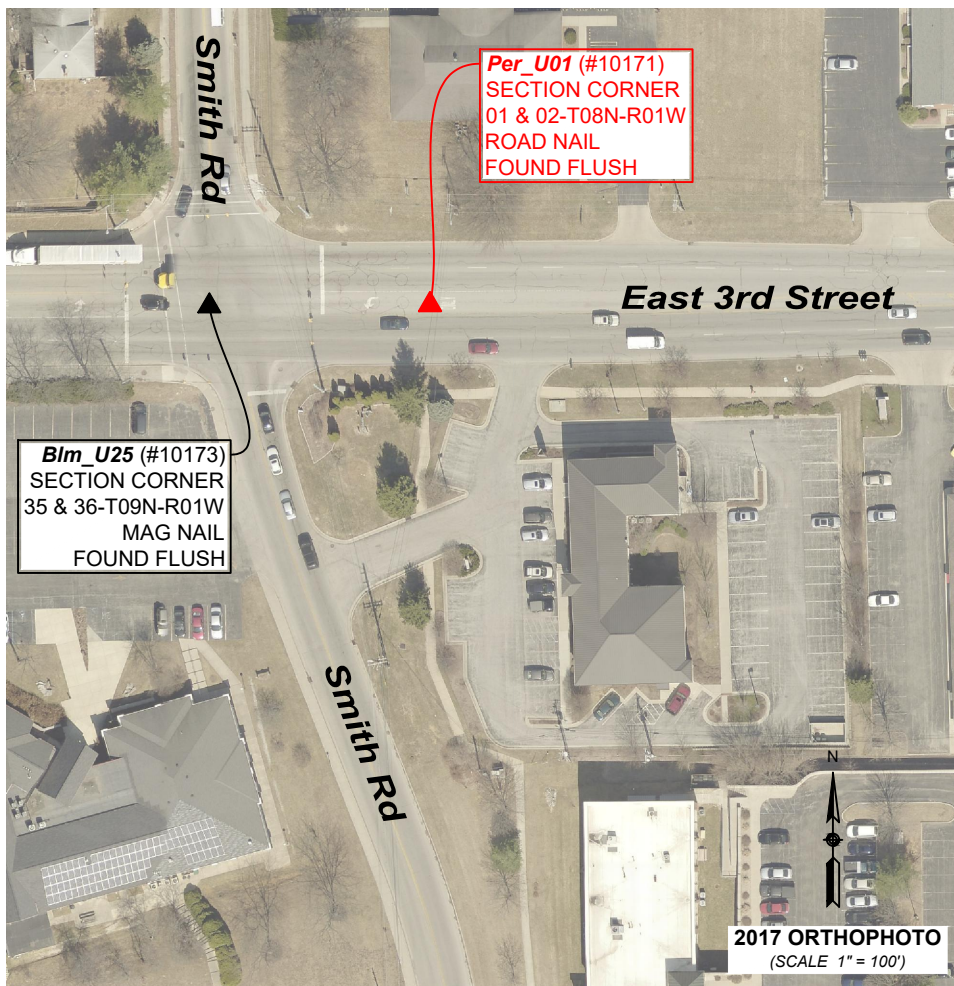 Smith Rd
Per_U01 (#10171)
SECTION CORNER
01 & 02-T08N-R01W
ROAD NAIL
FOUND FLUSH
East 3rd Street
Blm_U25 (#10173)
SECTION CORNER
35 & 36-T09N-R01W
MAG NAIL
FOUND FLUSH
Smith Rd
N
2017 ORTHOPHOTO
(SCALE 1" = 100')